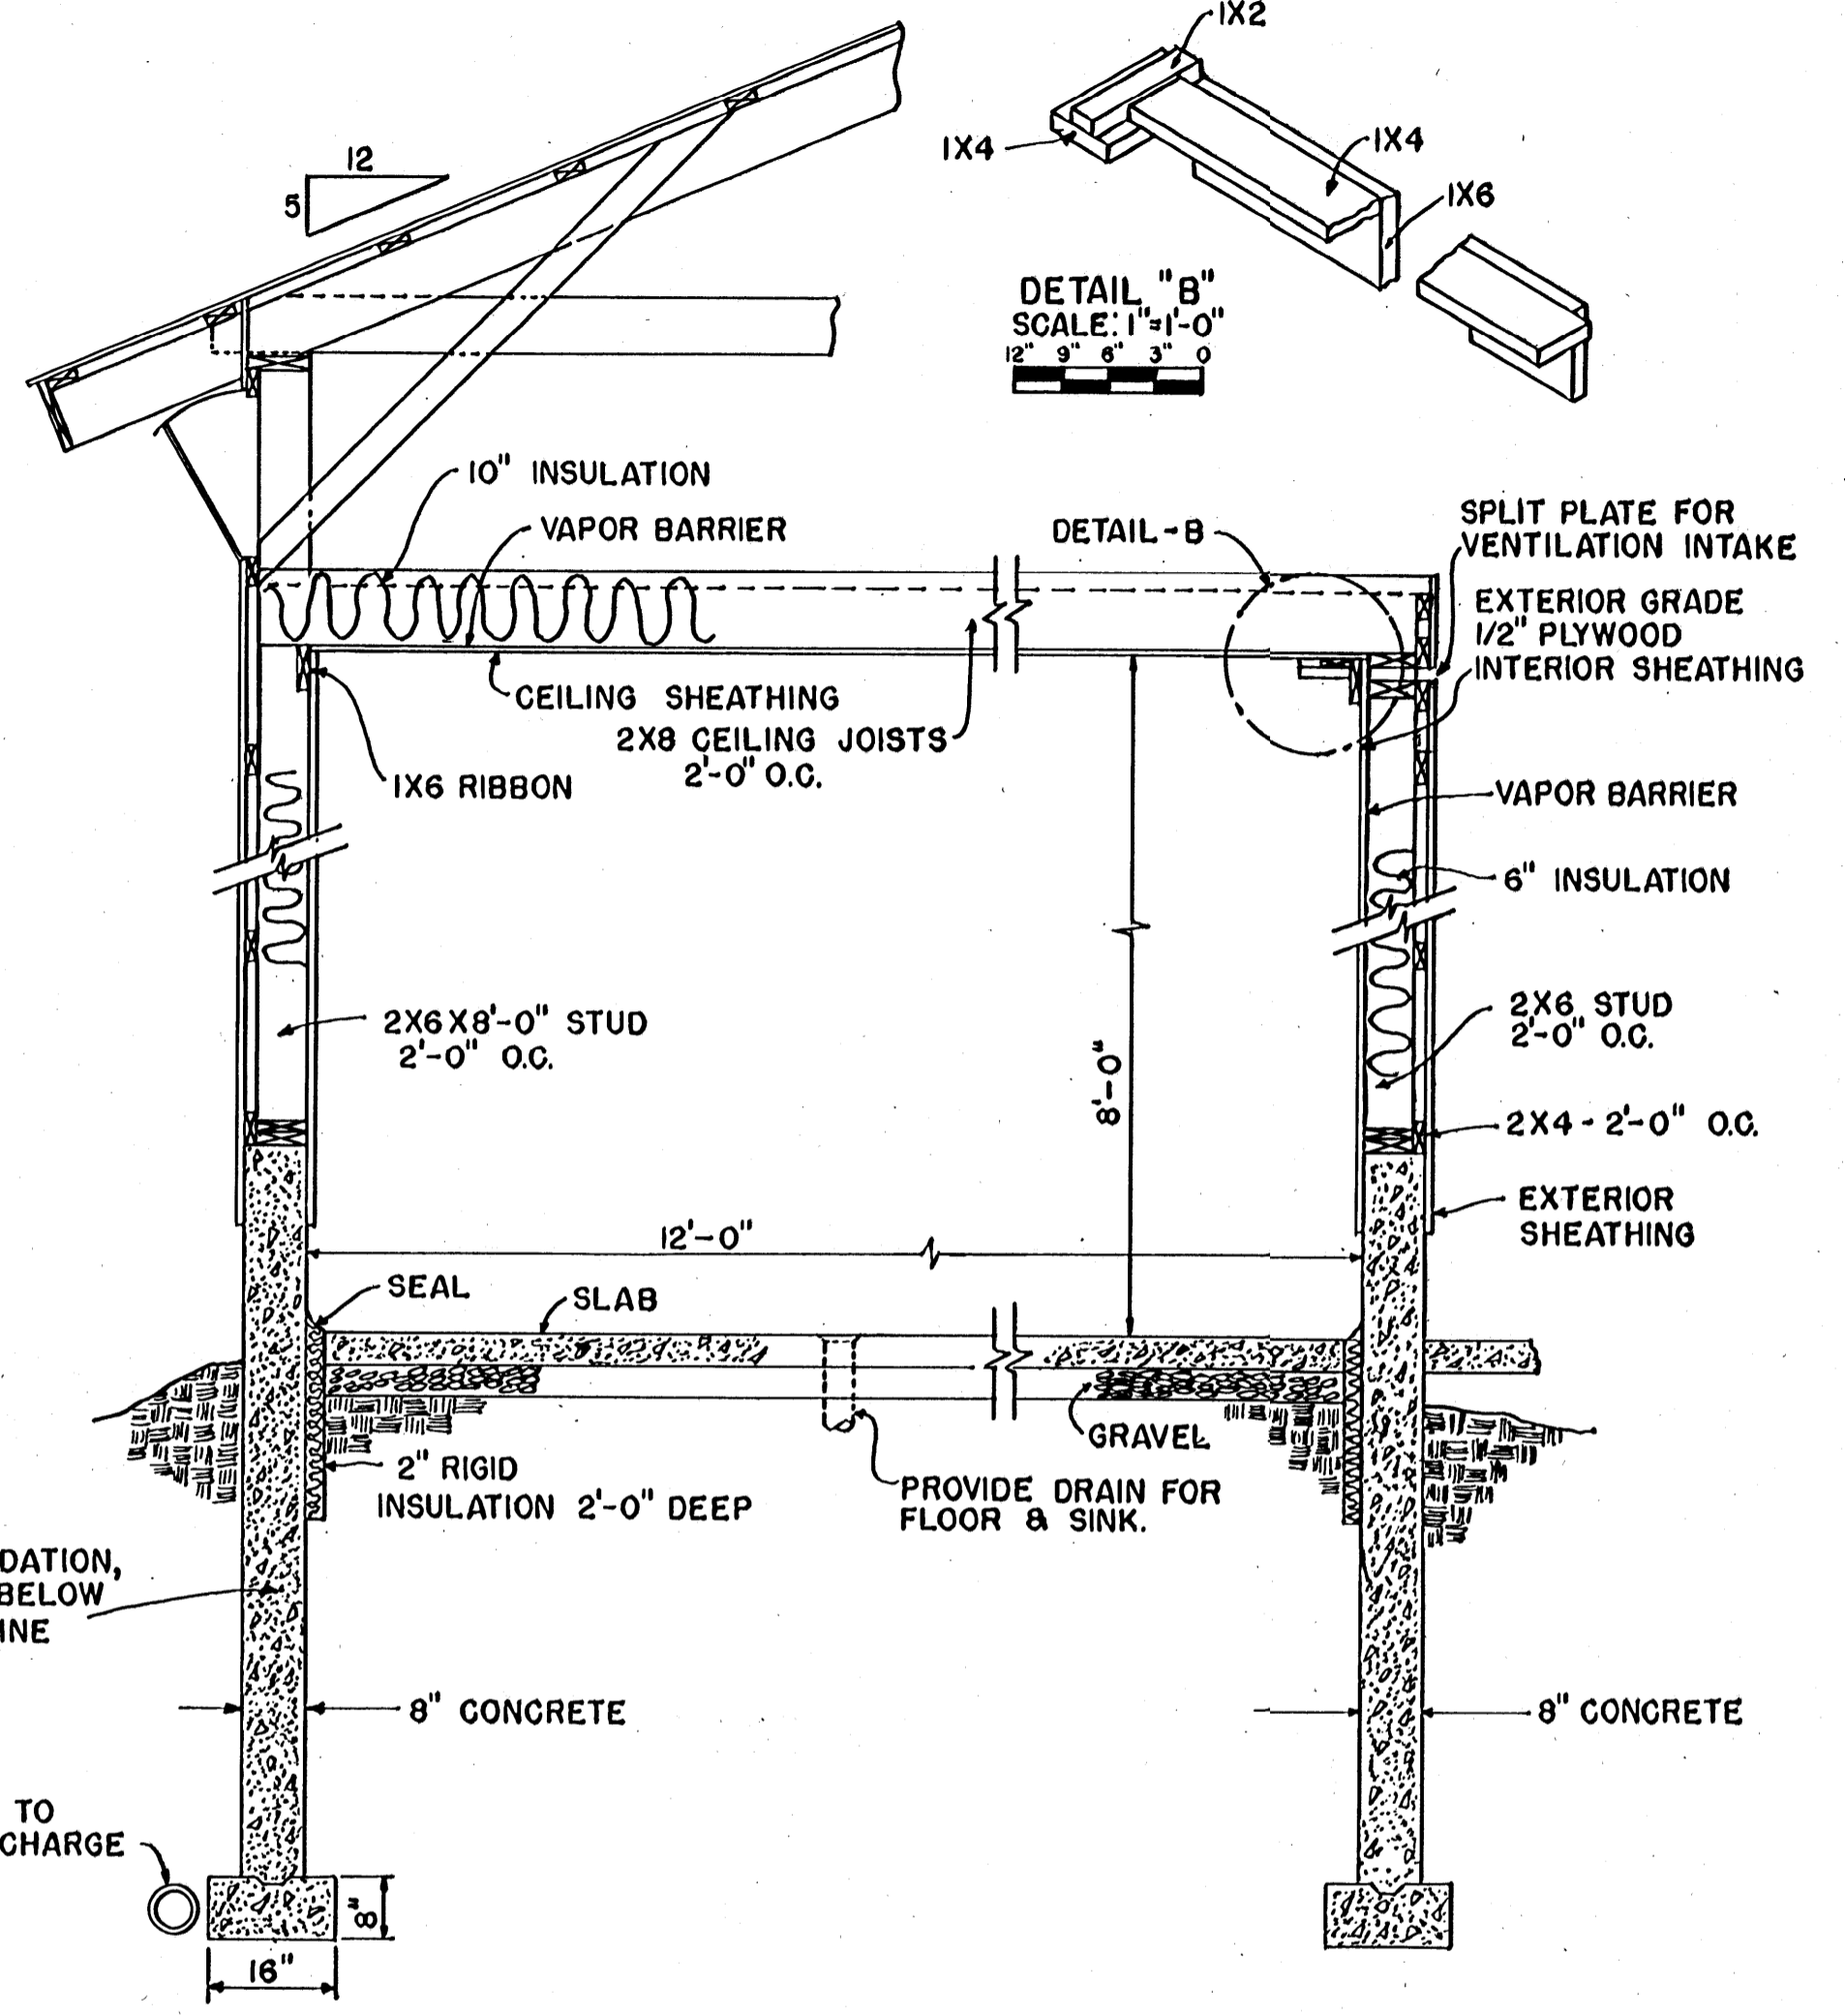 1X2
1X4
1X4
1X6
12
5
DETAIL "B"
SCALE: 1"=1'-0"
12" 9" 6" 3" 0
10" INSULATION
VAPOR BARRIER
DETAIL-B
SPLIT PLATE FOR
VENTILATION INTAKE
EXTERIOR GRADE
1/2" PLYWOOD
INTERIOR SHEATHING
CEILING SHEATHING
2X8 CEILING JOISTS
2'-0" O.C.
1X6 RIBBON
VAPOR BARRIER
6" INSULATION
2X6X8'-0" STUD
2'-0" O.C.
2X6 STUD
2'-0" O.C.
8'-0"
2X4 - 2'-0" O.C.
EXTERIOR
SHEATHING
12'-0"
SEAL
SLAB
GRAVEL
2" RIGID
INSULATION 2'-0" DEEP
PROVIDE DRAIN FOR
FLOOR & SINK.
DATION,
BELOW
INE
8" CONCRETE
8" CONCRETE
TO
CHARGE
8"
16"